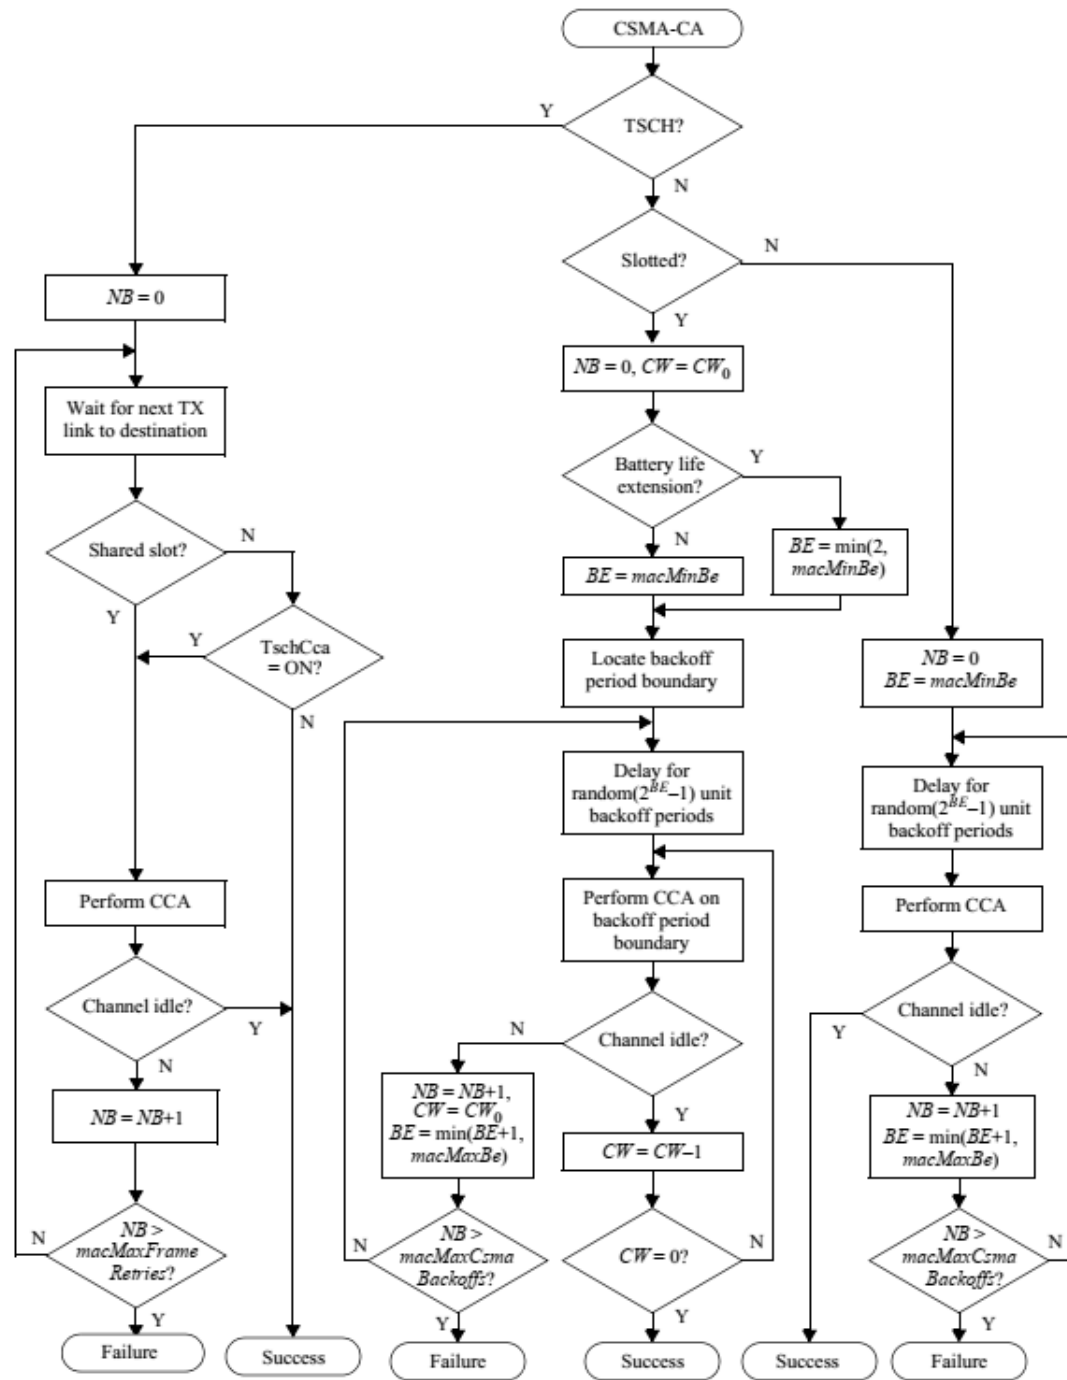 CSMA-CA
Y
TSCH?
N
Slotted?
N
Y
NB = 0
NB = 0, CW = CW₀
Wait for next TX
link to destination
Battery life
extension?
Y
N
Shared slot?
N
Y
BE = min(2,
macMinBe)
BE = macMinBe
Y
TschCca
= ON?
N
Locate backoff
period boundary
NB = 0
BE = macMinBe
Delay for
random(2^BE–1) unit
backoff periods
Delay for
random(2^BE–1) unit
backoff periods
Perform CCA
Perform CCA on
backoff period
boundary
Perform CCA
Channel idle?
Y
N
N
Channel idle?
Y
Channel idle?
Y
N
NB = NB+1
NB = NB+1,
CW = CW₀
BE = min(BE+1,
macMaxBe)
CW = CW–1
NB = NB+1
BE = min(BE+1,
macMaxBe)
N
NB >
macMaxFrame
Retries?
Y
N
NB >
macMaxCsma
Backoffs?
Y
CW = 0?
N
Y
NB >
macMaxCsma
Backoffs?
N
Y
Failure
Success
Failure
Success
Success
Failure